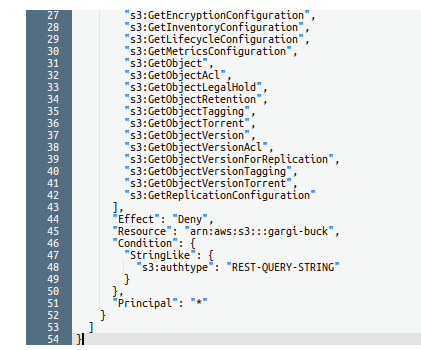 27 "s3:GetEncryptionConfiguration",
28 "s3:GetInventoryConfiguration",
29 "s3:GetLifecycleConfiguration",
30 "s3:GetMetricsConfiguration",
31 "s3:GetObject",
32 "s3:GetObjectAcl",
33 "s3:GetObjectLegalHold",
34 "s3:GetObjectRetention",
35 "s3:GetObjectTagging",
36 "s3:GetObjectTorrent",
37 "s3:GetObjectVersion",
38 "s3:GetObjectVersionAcl",
39 "s3:GetObjectVersionForReplication",
40 "s3:GetObjectVersionTagging",
41 "s3:GetObjectVersionTorrent",
42 "s3:GetReplicationConfiguration"
43 ],
44 "Effect": "Deny",
45 "Resource": "arn:aws:s3:::gargi-buck",
46 "Condition": {
47 "StringLike": {
48 "s3:authtype": "REST-QUERY-STRING"
49 }
50 },
51 "Principal": "*"
52 }
53 ]
54 }